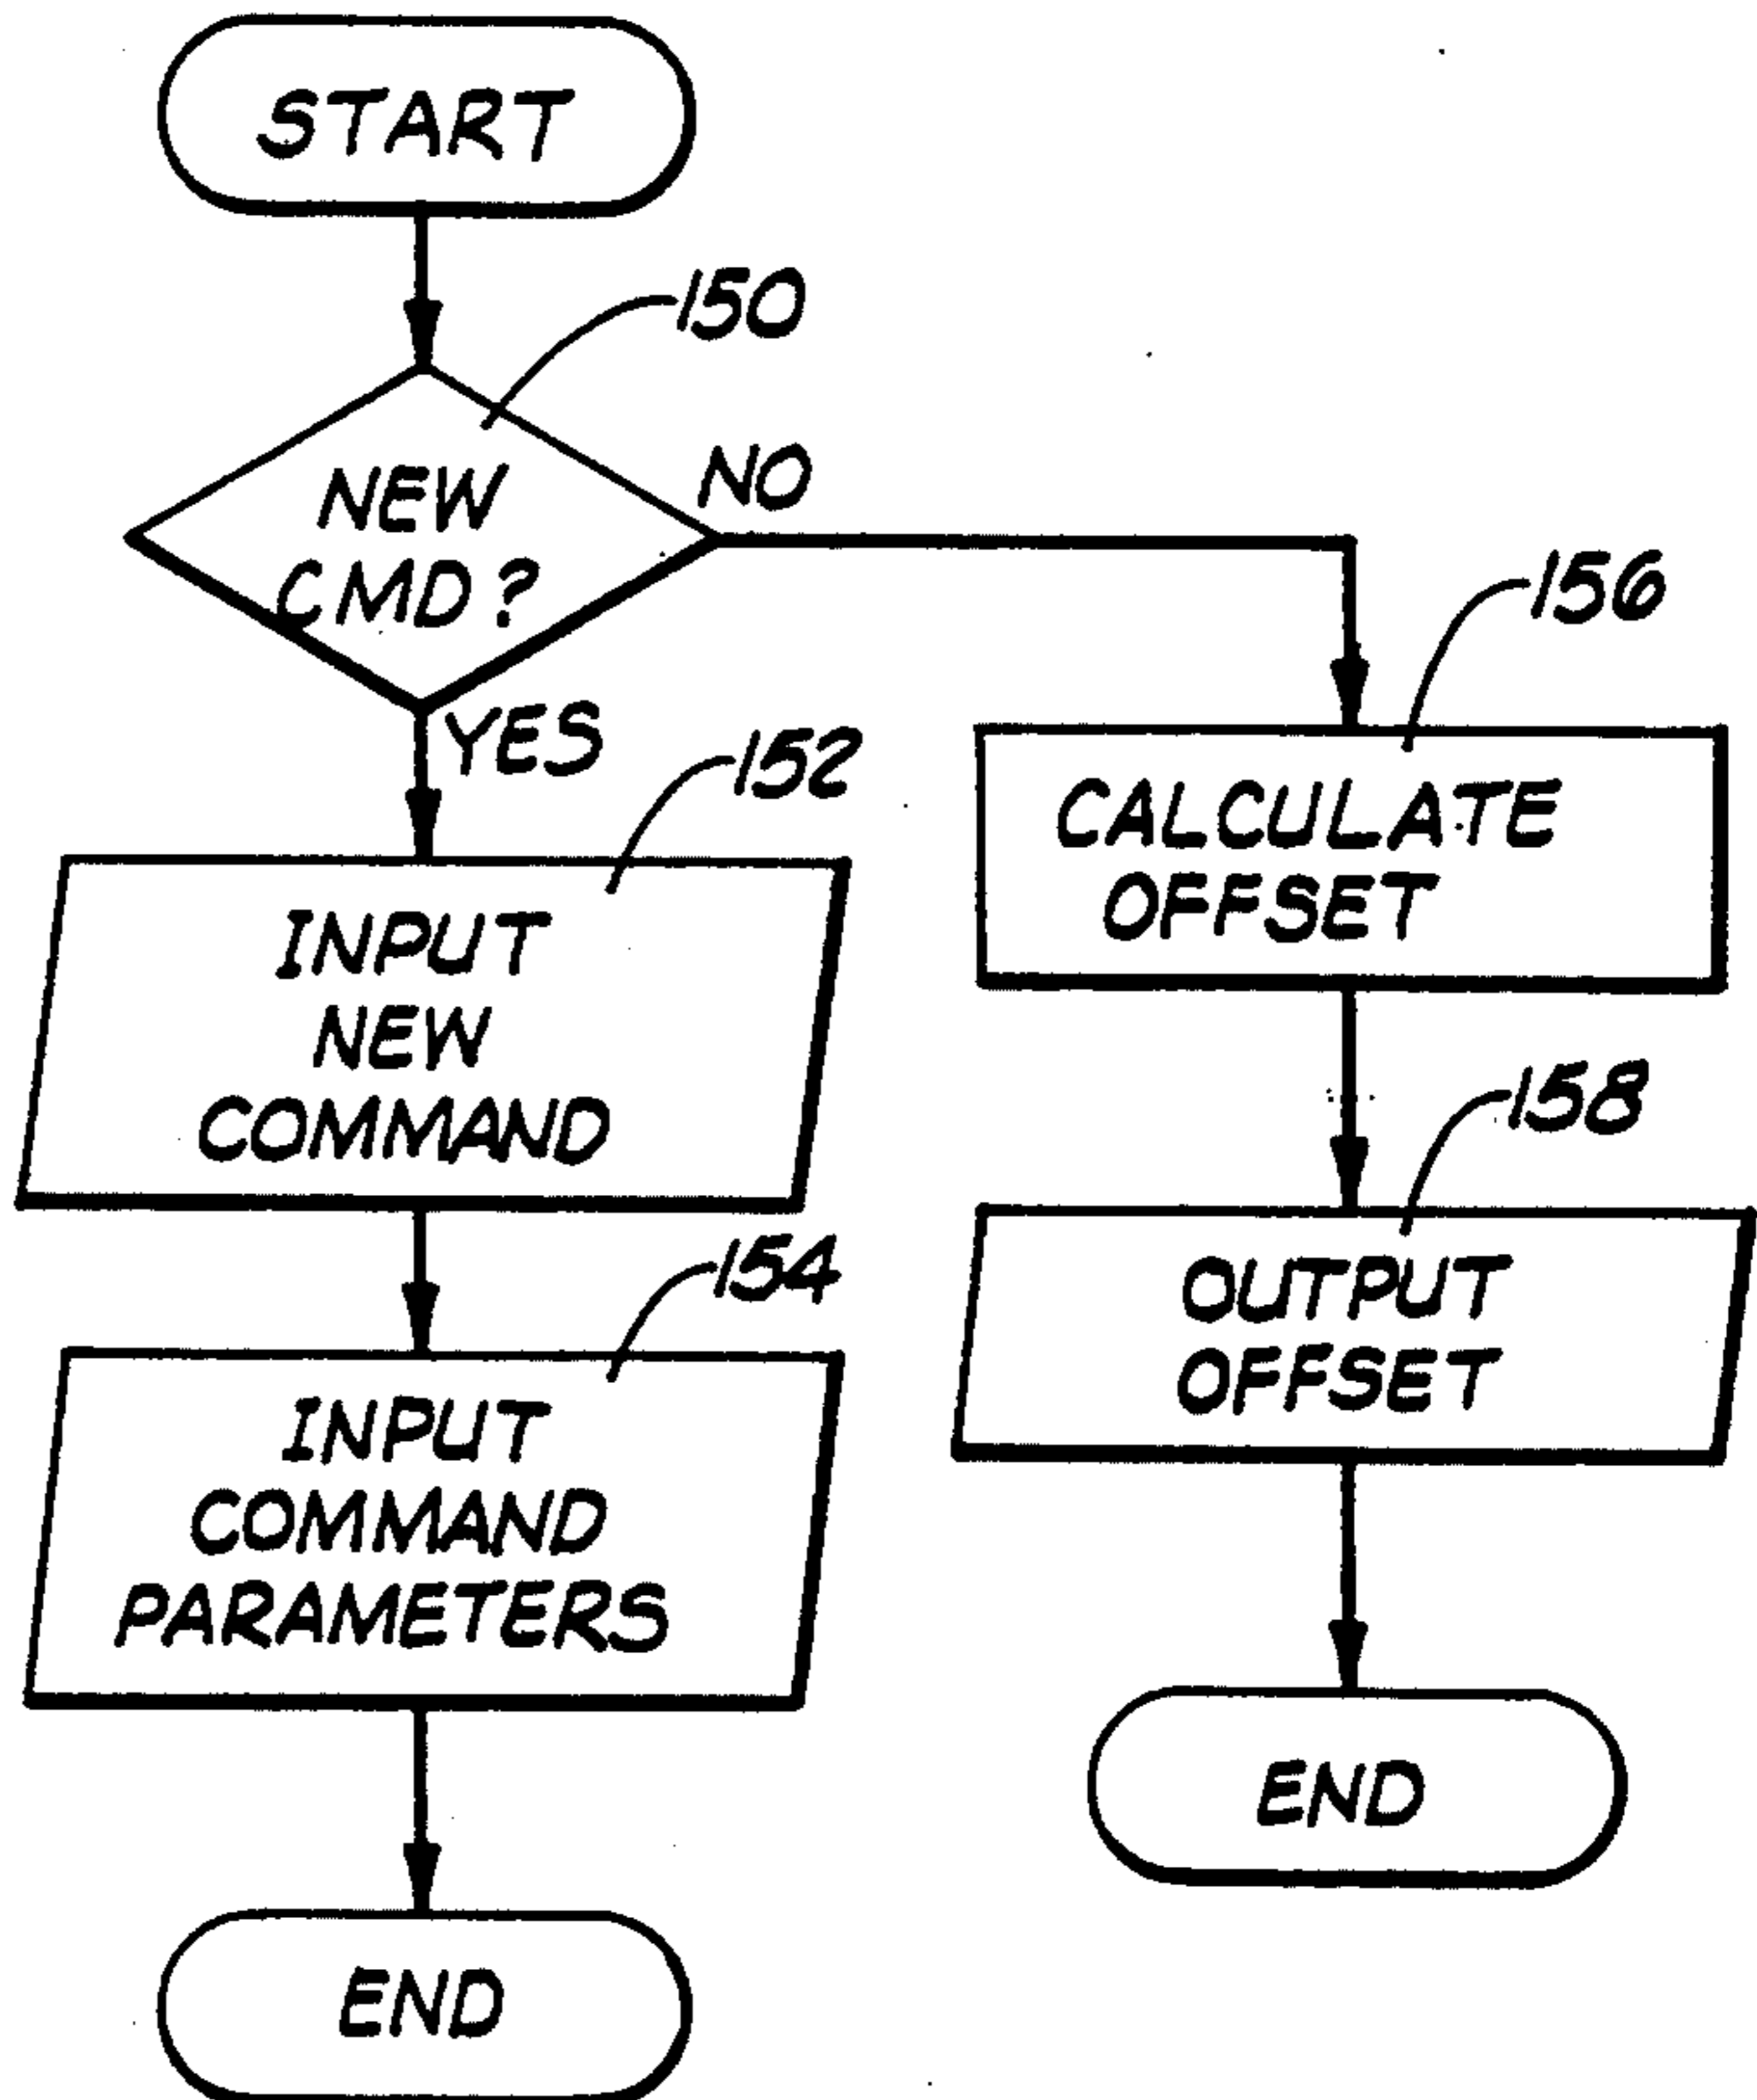 START
150
NEW
CMD?
NO
YES
152
INPUT
NEW
COMMAND
154
INPUT
COMMAND
PARAMETERS
END
156
CALCULATE
OFFSET
158
OUTPUT
OFFSET
END